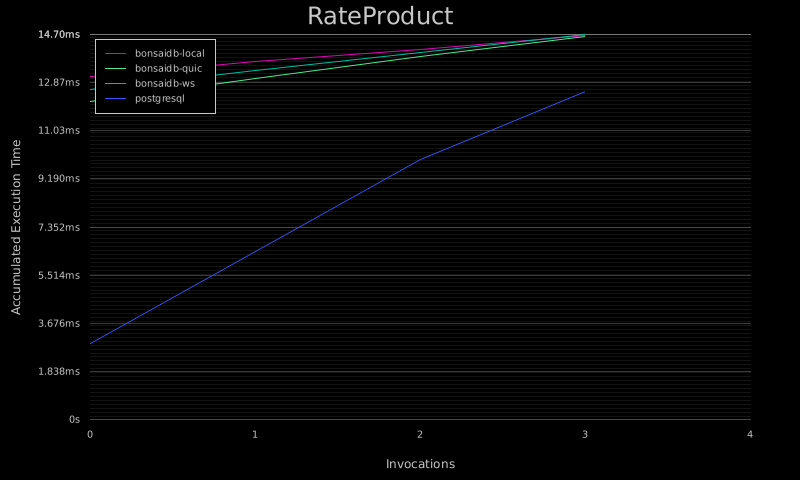 RateProduct
14.70ms
bonsaidb-local
bonsaidb-quic
bonsaidb-ws
postgresql
12.87ms
11.03ms
9.190ms
7.352ms
5.514ms
3.676ms
1.838ms
0s
Accumulated Execution Time
0 1 2 3 4
Invocations